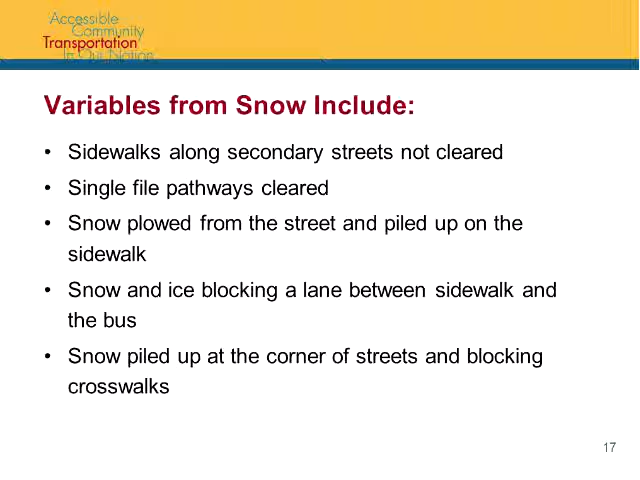 Accessible
Community
Transportation
In Our Nation
Variables from Snow Include:
• Sidewalks along secondary streets not cleared
• Single file pathways cleared
• Snow plowed from the street and piled up on the
sidewalk
• Snow and ice blocking a lane between sidewalk and
the bus
• Snow piled up at the corner of streets and blocking
crosswalks
17